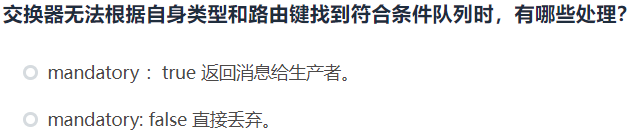 交换器无法根据自身类型和路由键找到符合条件队列时，有哪些处理？
mandatory ：true 返回消息给生产者。
mandatory: false 直接丢弃。